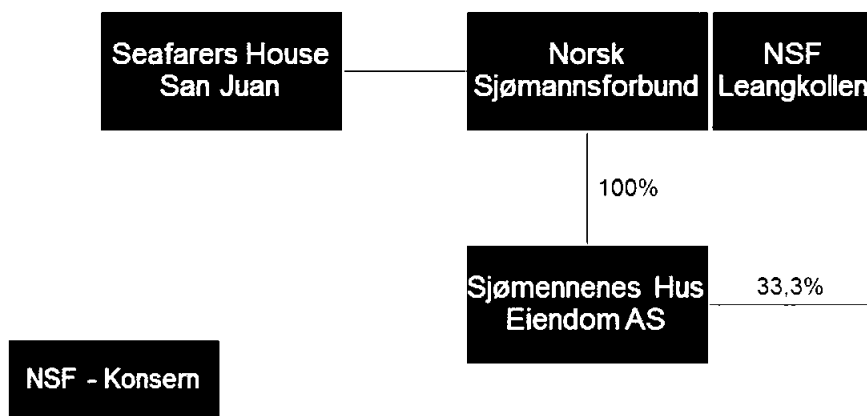 Seafarers House
San Juan
Norsk
Sjømannsforbund
NSF
Leangkollen
100%
Sjømennenes Hus
Eiendom AS
33,3%
NSF - Konsern